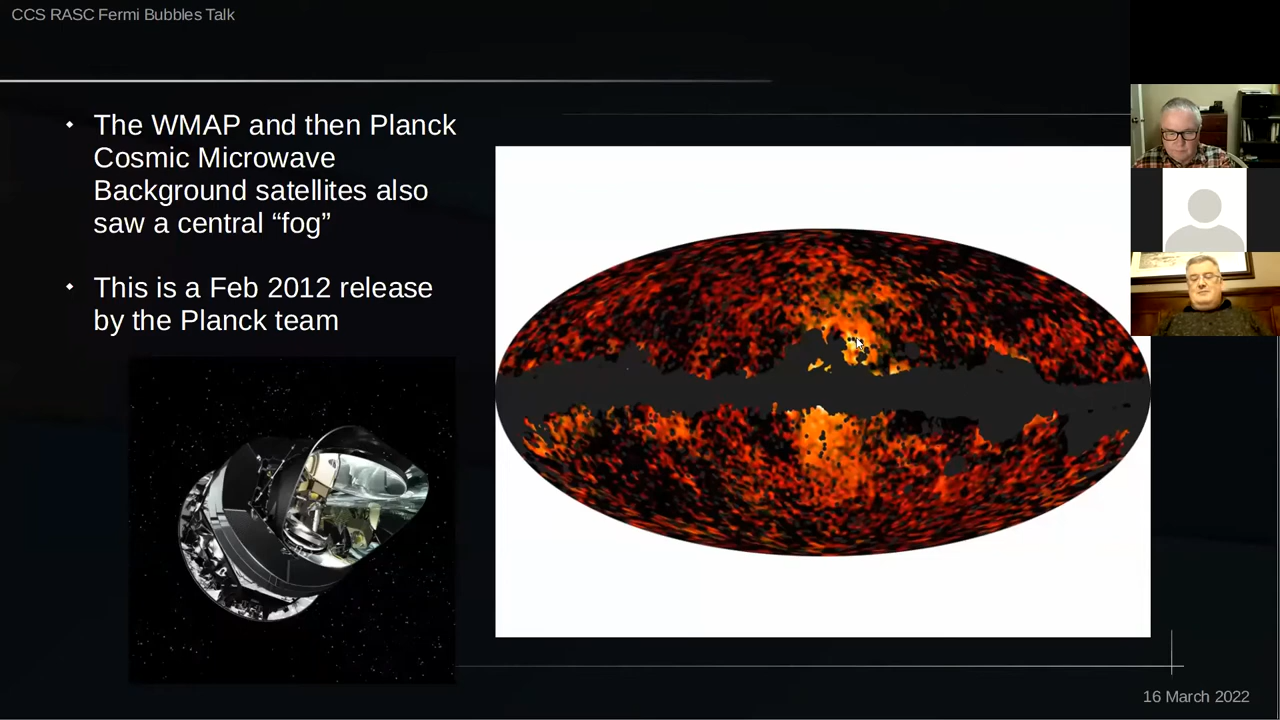 CCS RASC Fermi Bubbles Talk
The WMAP and then Planck
Cosmic Microwave
Background satellites also
saw a central “fog”
This is a Feb 2012 release
by the Planck team
16 March 2022